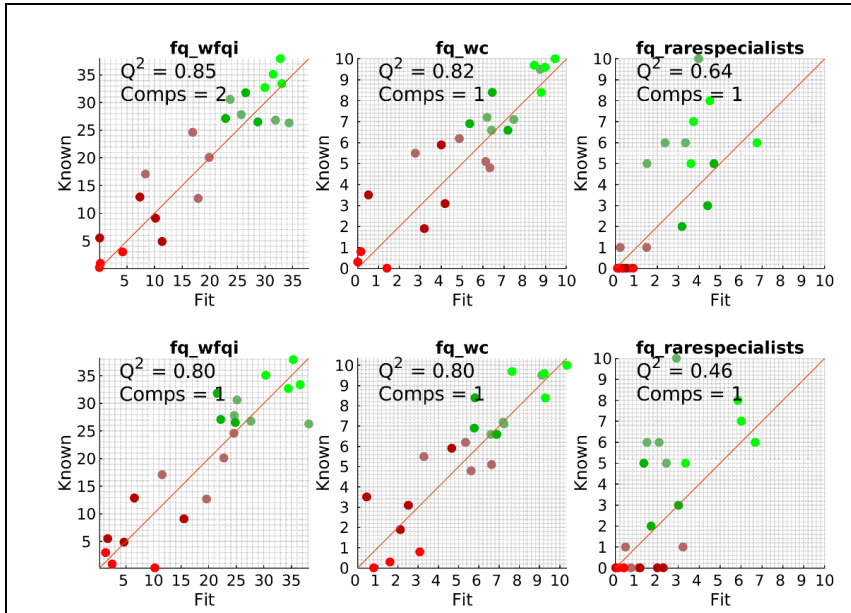 fq_wfqi
Q² = 0.85
Comps = 2
Known
35
30
25
20
15
10
5
5 10 15 20 25 30 35
Fit
fq_wc
Q² = 0.82
Comps = 1
Known
10
9
8
7
6
5
4
3
2
1
0
0 1 2 3 4 5 6 7 8 9 10
Fit
fq_rarespecialists
Q² = 0.64
Comps = 1
Known
10
9
8
7
6
5
4
3
2
1
0
0 1 2 3 4 5 6 7 8 9 10
Fit
fq_wfqi
Q² = 0.80
Comps = 1
Known
35
30
25
20
15
10
5
5 10 15 20 25 30 35
Fit
fq_wc
Q² = 0.80
Comps = 1
Known
10
9
8
7
6
5
4
3
2
1
0
0 1 2 3 4 5 6 7 8 9 10
Fit
fq_rarespecialists
Q² = 0.46
Comps = 1
Known
10
9
8
7
6
5
4
3
2
1
0
0 1 2 3 4 5 6 7 8 9 10
Fit